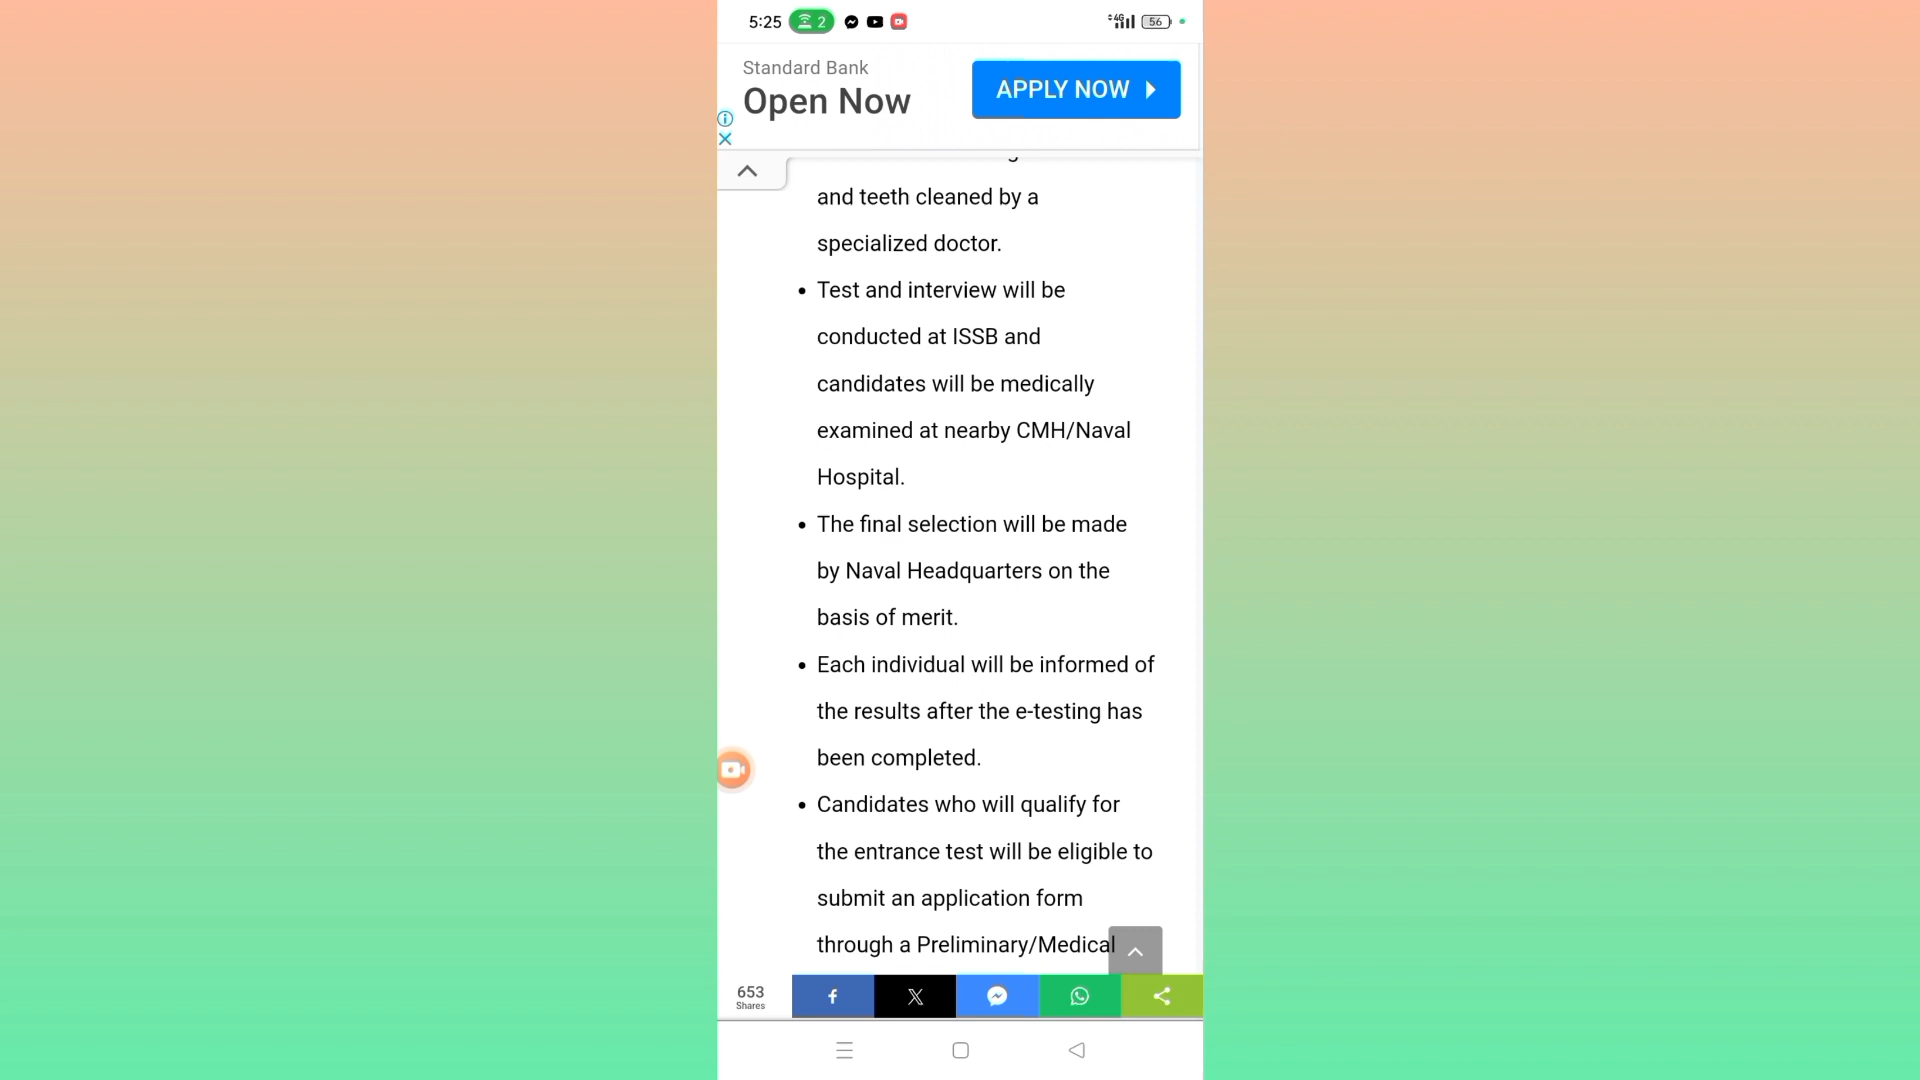 5:25
2
4G
56
Standard Bank
Open Now
APPLY NOW
and teeth cleaned by a
specialized doctor.
• Test and interview will be
conducted at ISSB and
candidates will be medically
examined at nearby CMH/Naval
Hospital.
• The final selection will be made
by Naval Headquarters on the
basis of merit.
• Each individual will be informed of
the results after the e-testing has
been completed.
• Candidates who will qualify for
the entrance test will be eligible to
submit an application form
through a Preliminary/Medical
653
Shares